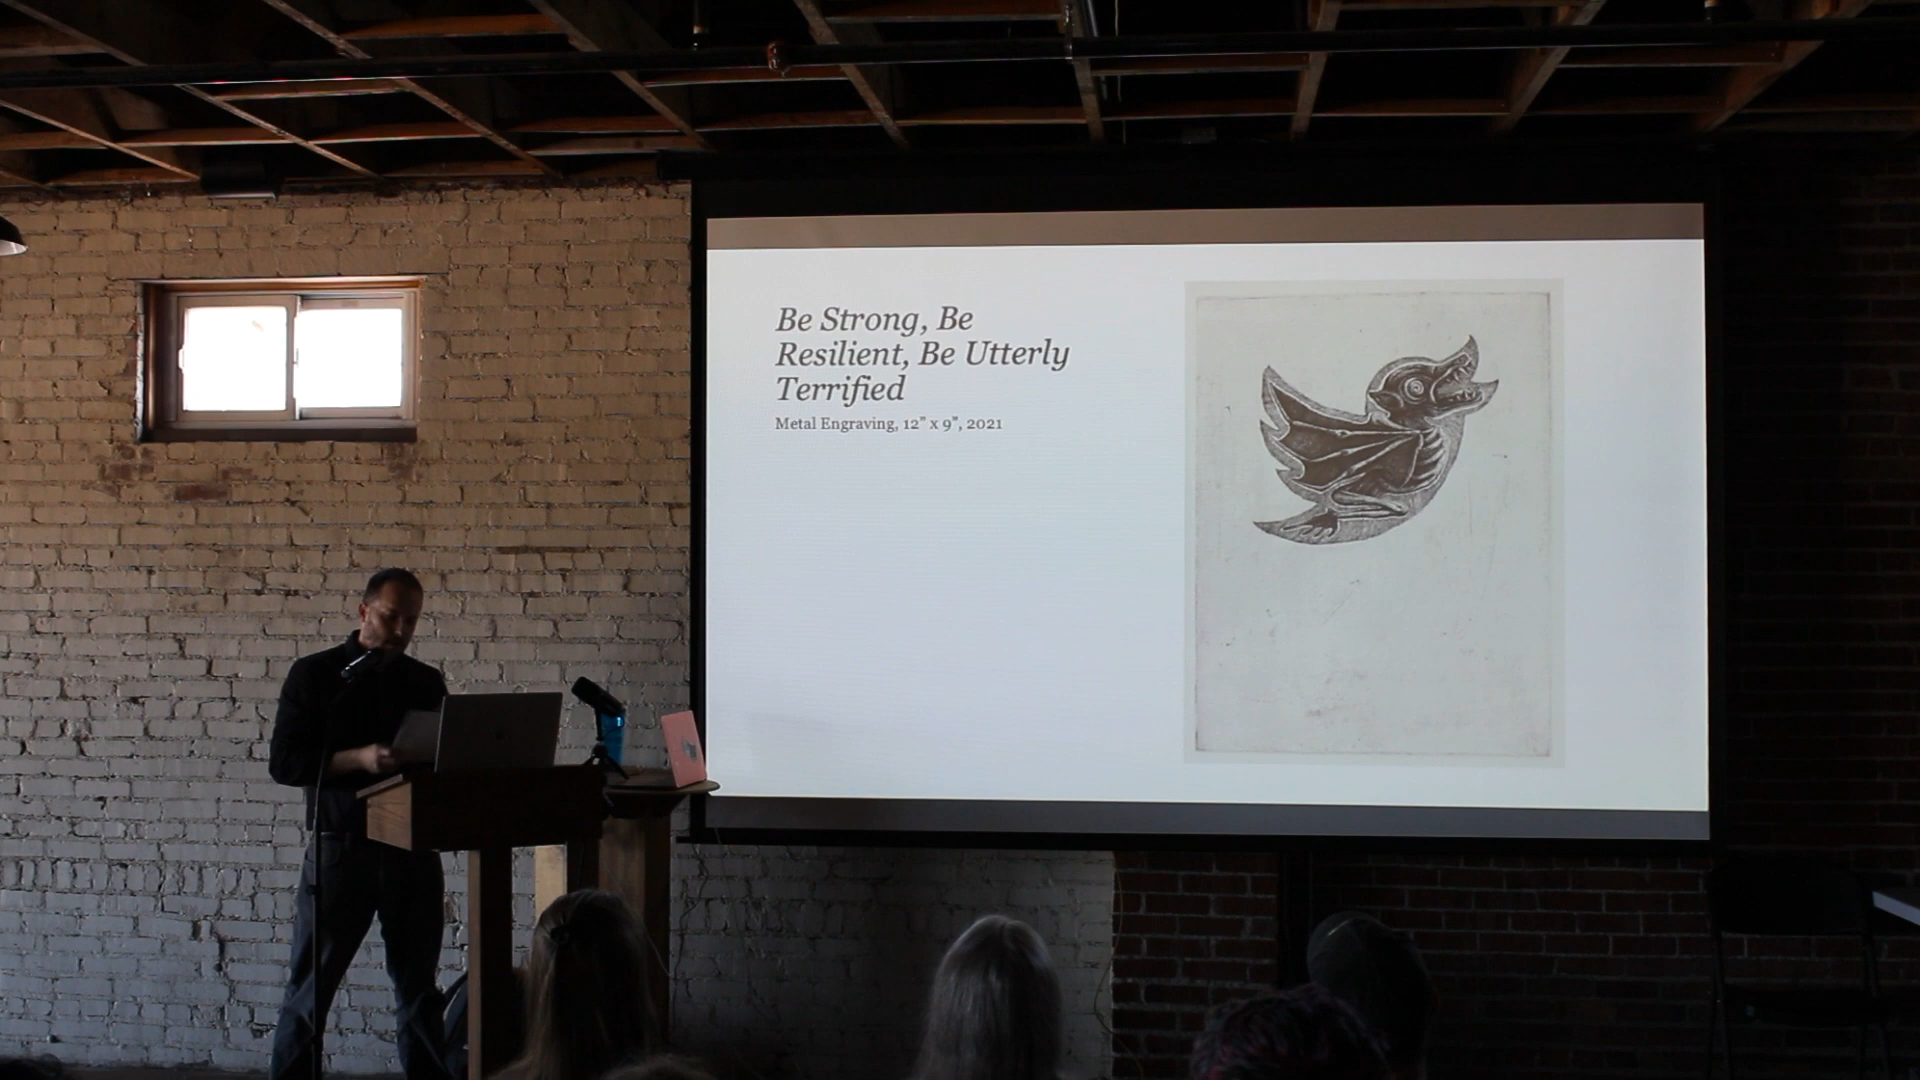 Be Strong, Be
Resilient, Be Utterly
Terrified
Metal Engraving, 12” x 9”, 2021